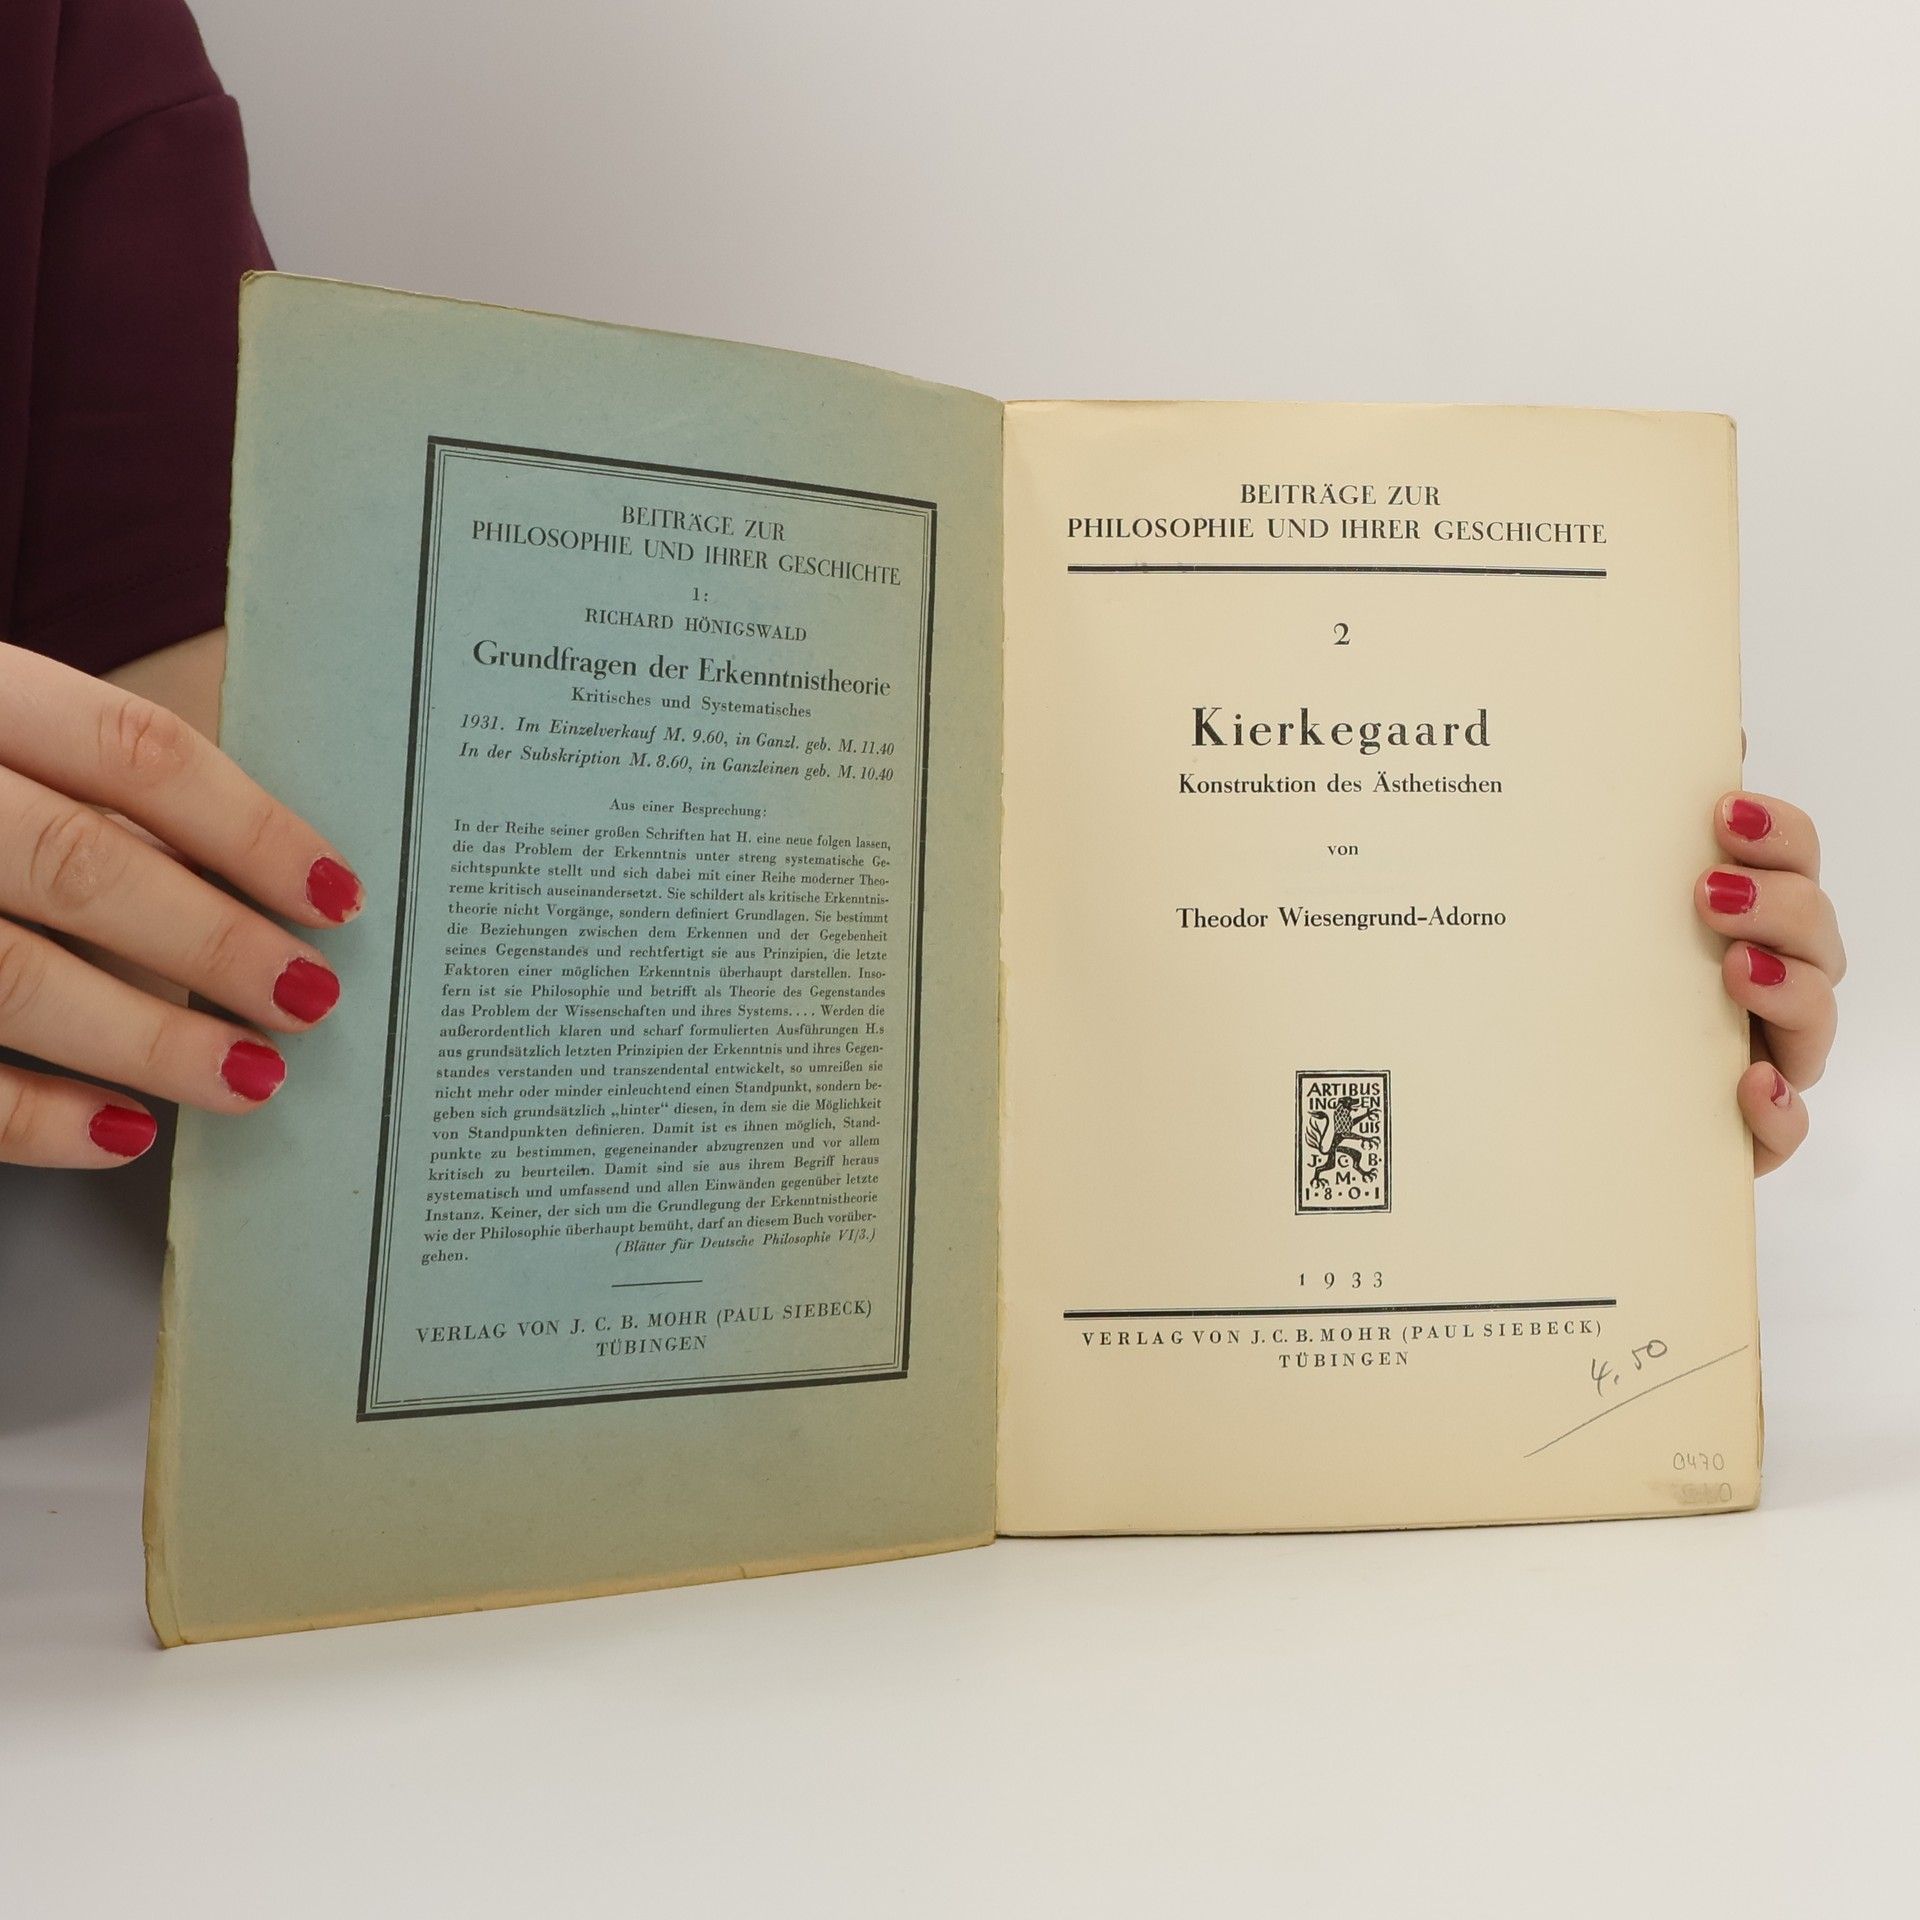 BEITRÄGE ZUR
PHILOSOPHIE UND IHRER GESCHICHTE
1:
RICHARD HÖNIGSWALD
Grundfragen der Erkenntnistheorie
Kritisches und Systematisches
1931. Im Einzelverkauf M. 9.60, in Ganzl. geb. M. 11.40
In der Subskription M. 8.60, in Ganzleinen geb. M. 10.40
Aus einer Besprechung:
In der Reihe seiner großen Schriften hat H. eine neue folgen lassen,
die das Problem der Erkenntnis unter streng systematische Ge-
sichtspunkte stellt und sich dabei mit einer Reihe moderner Theo-
reme kritisch auseinandersetzt. Sie schildert als kritische Erkenntnis-
theorie nicht Vorgänge, sondern definiert Grundlagen. Sie bestimmt
die Beziehungen zwischen dem Erkennen und der Gegebenheit
seines Gegenstandes und rechtfertigt sie aus Prinzipien, die letzte
Faktoren einer möglichen Erkenntnis überhaupt darstellen. Inso-
fern ist sie Philosophie und betrifft als Theorie des Gegenstandes
das Problem der Wissenschaften und ihres Systems.... Werden die
außerordentlich klaren und scharf formulierten Ausführungen H.s
aus grundsätzlich letzten Prinzipien der Erkenntnis und ihres Gegen-
standes verstanden und transzendental entwickelt, so umreißen sie
nicht mehr oder minder einleuchtend einen Standpunkt, sondern be-
geben sich grundsätzlich „hinter“ diesen, in dem sie die Möglichkeit
von Standpunkten definieren. Damit ist es ihnen möglich, Stand-
punkte zu bestimmen, gegeneinander abzugrenzen und vor allem
kritisch zu beurteilen. Damit sind sie aus ihrem Begriff heraus
systematisch und umfassend und allen Einwänden gegenüber letzte
Instanz. Keiner, der sich um die Grundlegung der Erkenntnistheorie
wie der Philosophie überhaupt bemüht, darf an diesem Buch vorüber-
gehen. (Blätter für Deutsche Philosophie VI/3.)
VERLAG VON J. C. B. MOHR (PAUL SIEBECK)
TÜBINGEN
BEITRÄGE ZUR
PHILOSOPHIE UND IHRER GESCHICHTE
2
Kierkegaard
Konstruktion des Ästhetischen
von
Theodor Wiesengrund-Adorno
ARTIBUS
INGENUIS
J·C·B·
M·
1·8·0·1
1933
VERLAG VON J. C. B. MOHR (PAUL SIEBECK)
TÜBINGEN
4.50
0470